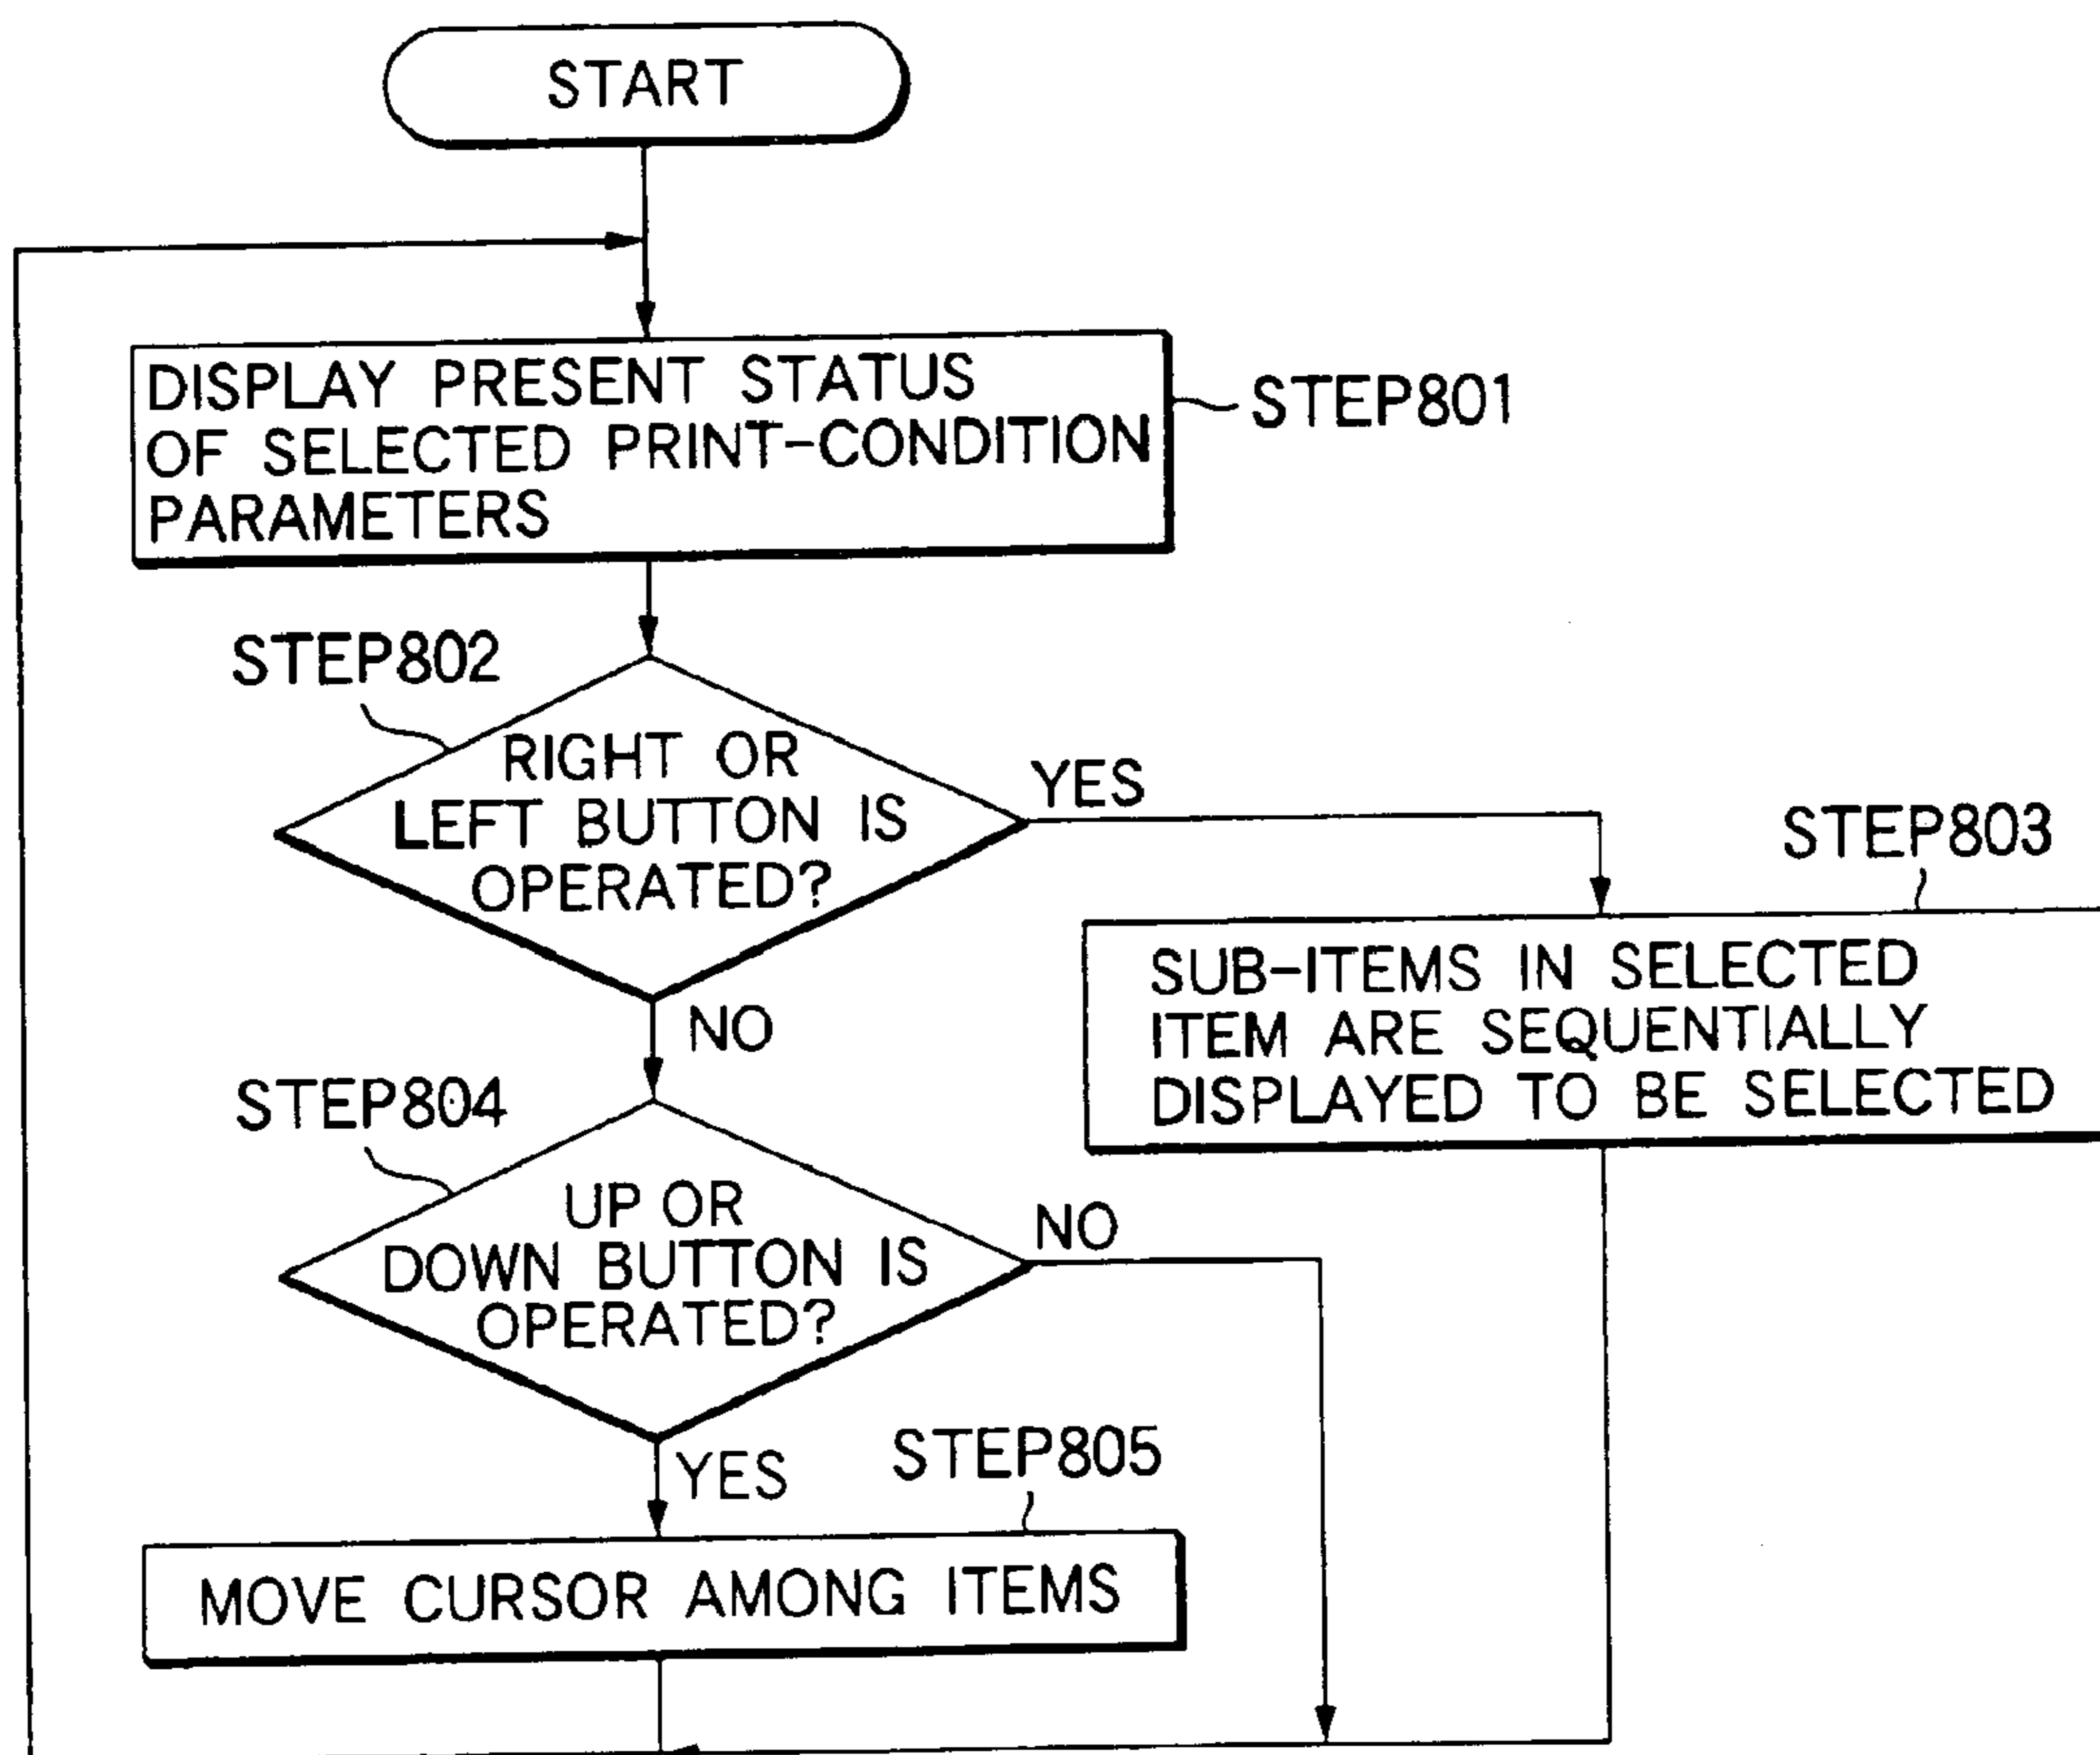 START
DISPLAY PRESENT STATUS
OF SELECTED PRINT-CONDITION
PARAMETERS
STEP801
STEP802
RIGHT OR
LEFT BUTTON IS
OPERATED?
YES
NO
STEP803
SUB-ITEMS IN SELECTED
ITEM ARE SEQUENTIALLY
DISPLAYED TO BE SELECTED
STEP804
UP OR
DOWN BUTTON IS
OPERATED?
NO
YES
STEP805
MOVE CURSOR AMONG ITEMS